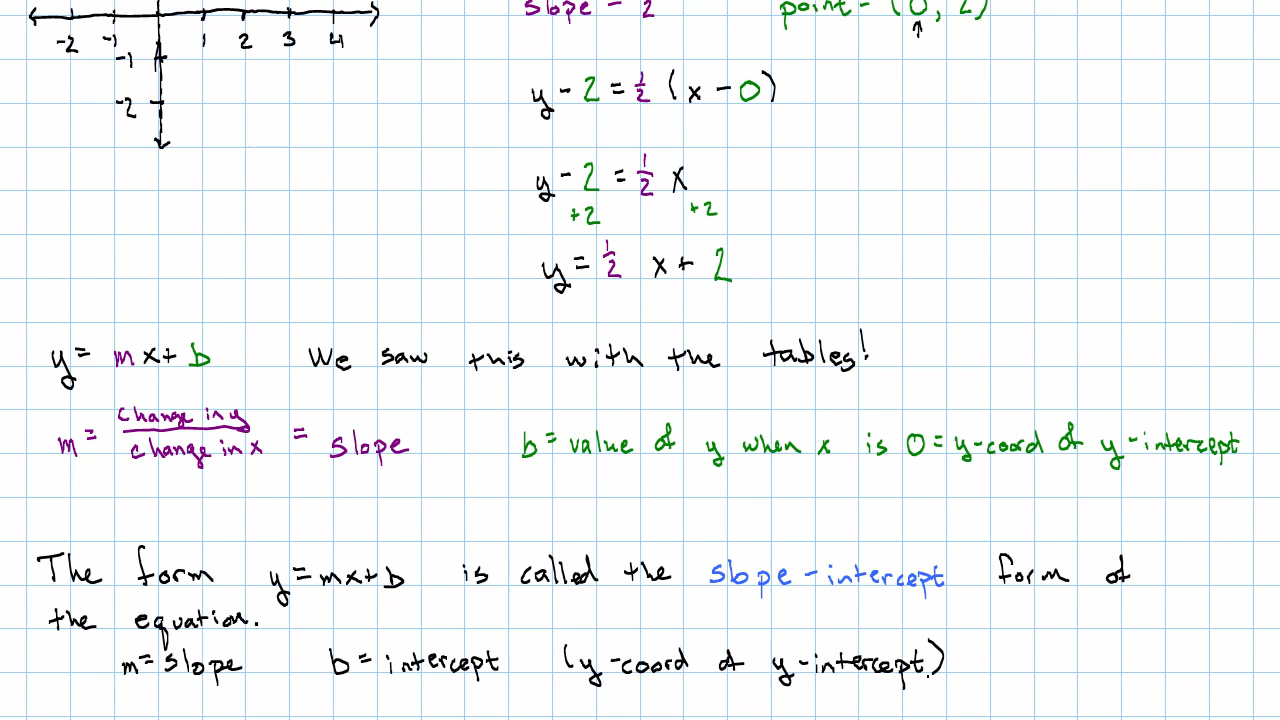 slope - 2 point - (0, 2)
-2 -1 1 2 3 4
-1
-2
y - 2 = 1/2 (x - 0)
y - 2 = 1/2 x
+2 +2
y = 1/2 x + 2
y = mx + b We saw this with the tables!
m = change in y / change in x = slope b = value of y when x is 0 = y-coord of y-intercept
The form y = mx + b is called the slope-intercept form of
the equation.
m = slope b = intercept (y-coord of y-intercept.)